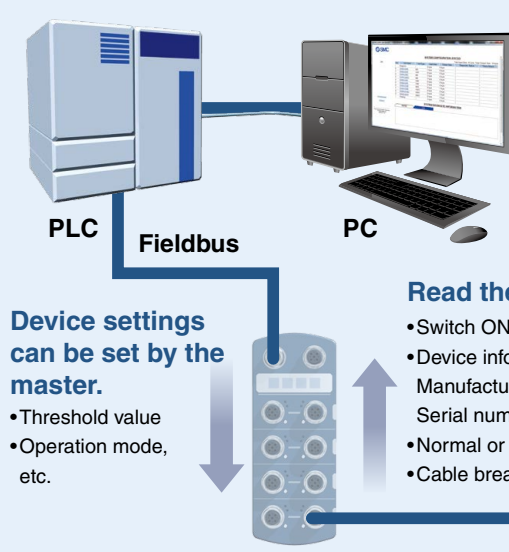 SMC
PLC
Fieldbus
PC
Device settings
can be set by the
master.
•Threshold value
•Operation mode,
etc.
Read the
•Switch ON
•Device info
Manufactu
Serial num
•Normal or
•Cable brea